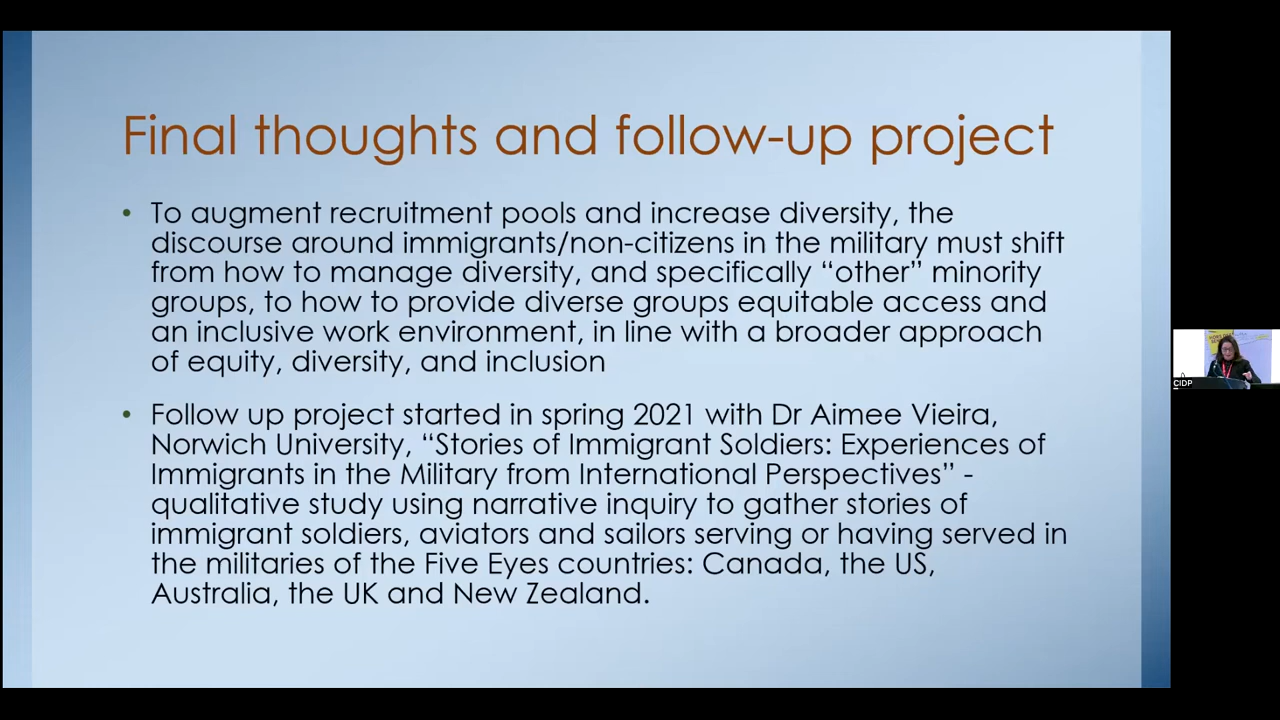 Final thoughts and follow-up project
• To augment recruitment pools and increase diversity, the
discourse around immigrants/non-citizens in the military must shift
from how to manage diversity, and specifically “other” minority
groups, to how to provide diverse groups equitable access and
an inclusive work environment, in line with a broader approach
of equity, diversity, and inclusion
• Follow up project started in spring 2021 with Dr Aimee Vieira,
Norwich University, “Stories of Immigrant Soldiers: Experiences of
Immigrants in the Military from International Perspectives” -
qualitative study using narrative inquiry to gather stories of
immigrant soldiers, aviators and sailors serving or having served in
the militaries of the Five Eyes countries: Canada, the US,
Australia, the UK and New Zealand.
CIDP